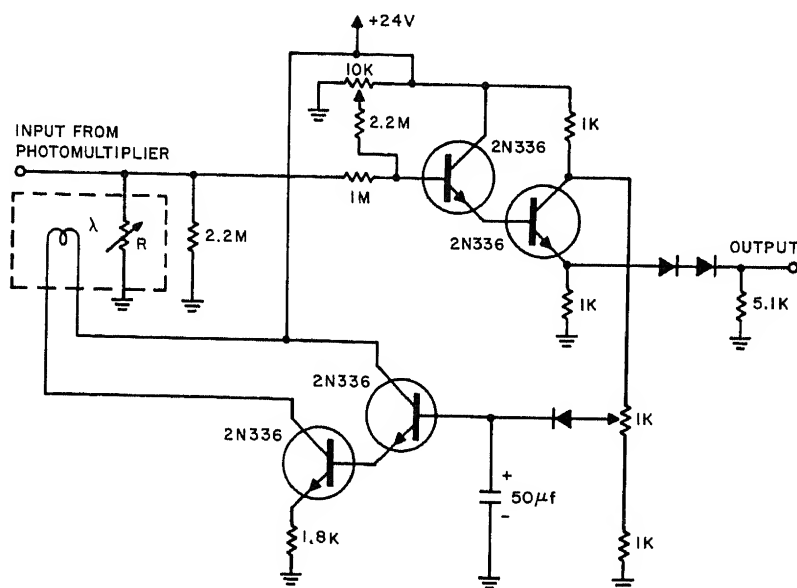 +24V
10K
2.2M
1K
INPUT FROM
PHOTOMULTIPLIER
2N336
1M
λ
R
2.2M
2N336
OUTPUT
1K
5.1K
2N336
2N336
1K
+
50µf
-
1.8K
1K